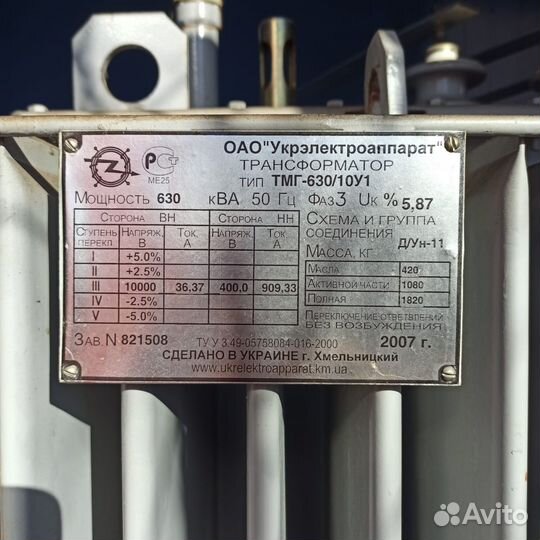 ОАО "Укрэлектроаппарат"
ТРАНСФОРМАТОР
ТИП ТМГ-630/10У1
МЕ25
Мощность 630 кВА 50 Гц Фаз 3 Uк % 5,87
Сторона ВН Сторона НН
Ступень перекл. Напряж. В Ток А Напряж. В Ток А
I +5.0%
II +2.5%
III 10000 36,37 400,0 909,33
IV -2.5%
V -5.0%
Схема и группа
соединения Д/Ун-11
Масса, кг
Масла 420
Активной части 1080
Полная 1820
Переключение ответвлений
БЕЗ ВОЗБУЖДЕНИЯ
Зав. N 821508 ТУ У 3.49-05758084-016-2000 2007 г.
СДЕЛАНО В УКРАИНЕ г. Хмельницкий
www.ukrelektroapparat.km.ua
Avito